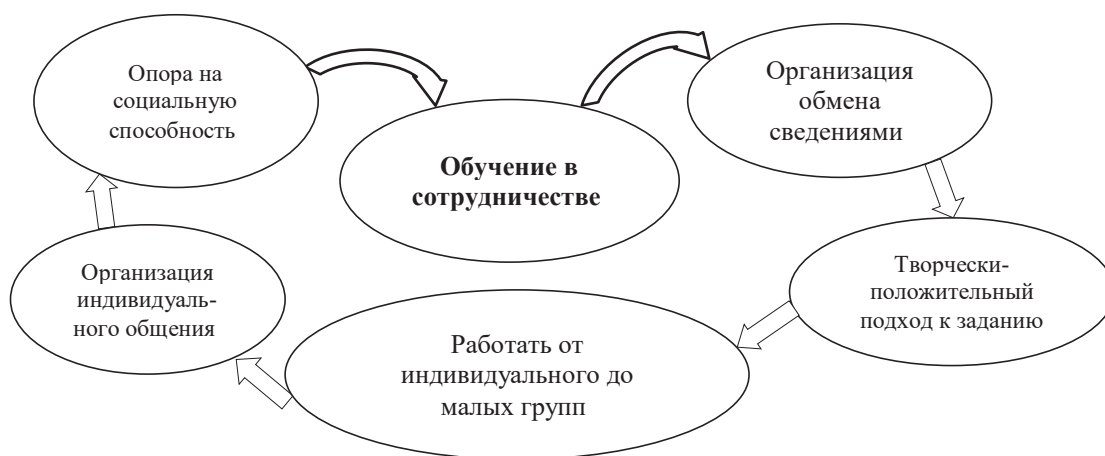 Опора на
социальную
способность
Обучение в
сотрудничестве
Организация
обмена
сведениями
Творчески-
положительный
подход к заданию
Работать от
индивидуального до
малых групп
Организация
индивидуаль-
ного общения